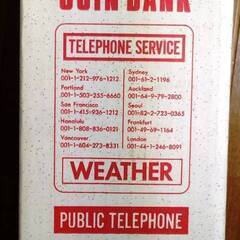 COIN BANK
TELEPHONE SERVICE
New York
001-1-212-976-1212
Portland
001-1-503-255-6660
San Francisco
001-1-415-936-1212
Honolulu
001-1-808-836-0121
Vancouver
001-1-604-273-8331
Sydney
001-61-2-1196
Auckland
001-64-9-79-2800
Seoul
001-82-2-723-0365
Frankfurt
001-49-69-1164
London
001-44-1-246-8091
WEATHER
PUBLIC TELEPHONE